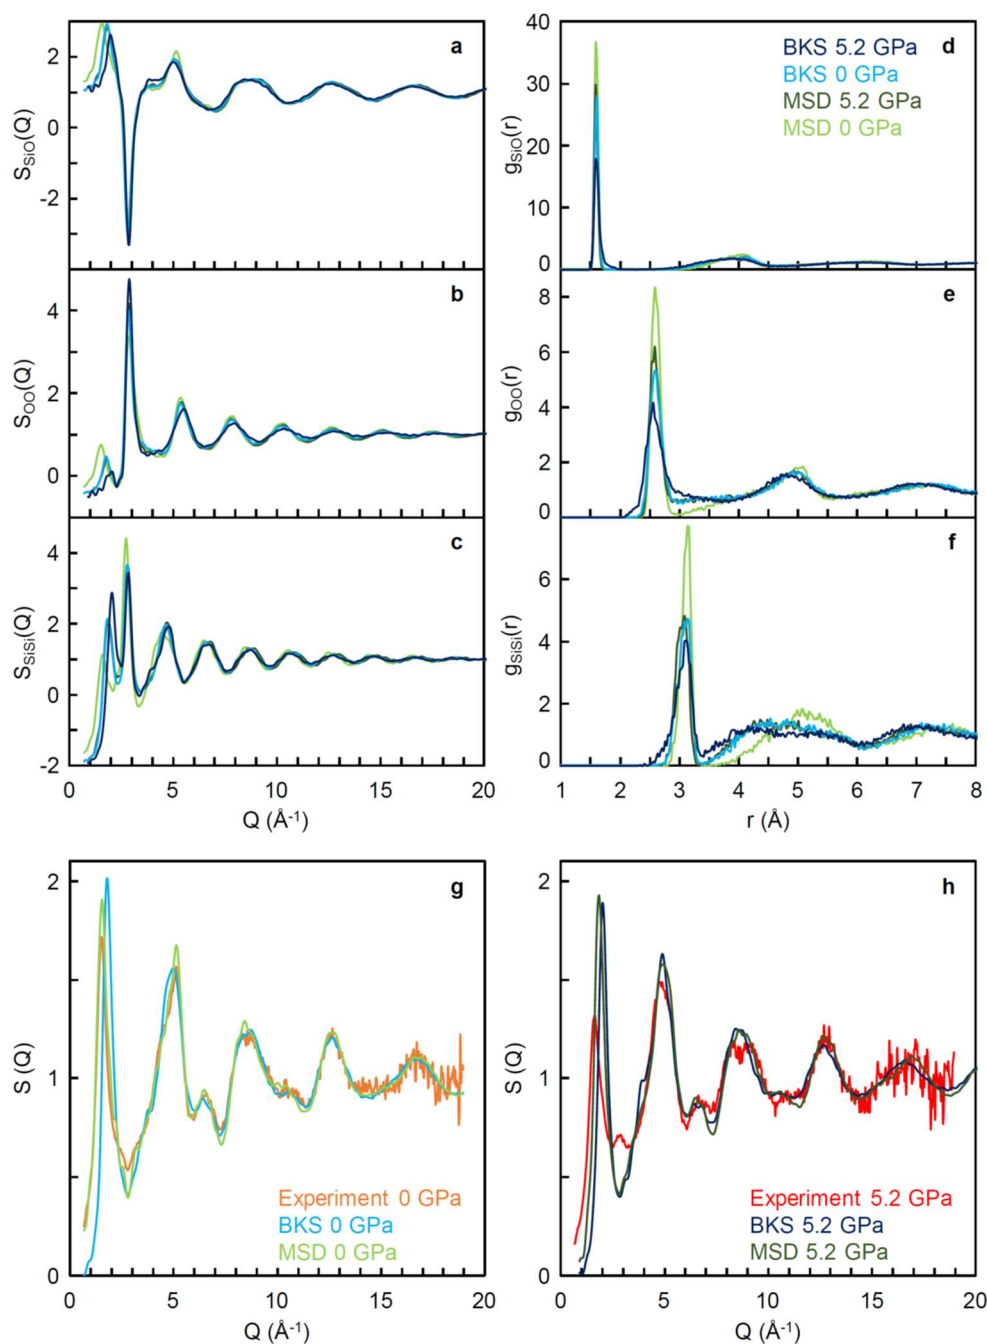 a
2
0
-2
S_SiO(Q)
d
BKS 5.2 GPa
BKS 0 GPa
MSD 5.2 GPa
MSD 0 GPa
40
30
20
10
0
g_SiO(r)
b
4
2
0
S_OO(Q)
e
8
6
4
2
0
g_OO(r)
c
4
2
0
-2
S_SiSi(Q)
0 5 10 15 20
Q (Å⁻¹)
f
6
4
2
0
g_SiSi(r)
1 2 3 4 5 6 7 8
r (Å)
g
2
1
0
S (Q)
Experiment 0 GPa
BKS 0 GPa
MSD 0 GPa
0 5 10 15 20
Q (Å⁻¹)
h
2
1
0
S (Q)
Experiment 5.2 GPa
BKS 5.2 GPa
MSD 5.2 GPa
0 5 10 15 20
Q (Å⁻¹)